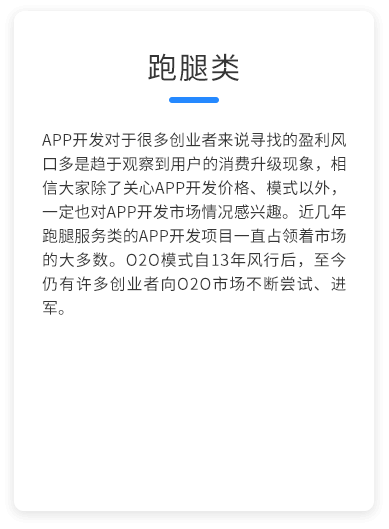 跑腿类
APP开发对于很多创业者来说寻找的盈利风
口多是趋于观察到用户的消费升级现象，相
信大家除了关心APP开发价格、模式以外，
一定也对APP开发市场情况感兴趣。近几年
跑腿服务类的APP开发项目一直占领着市场
的大多数。O2O模式自13年风行后，至今
仍有许多创业者向O2O市场不断尝试、进
军。